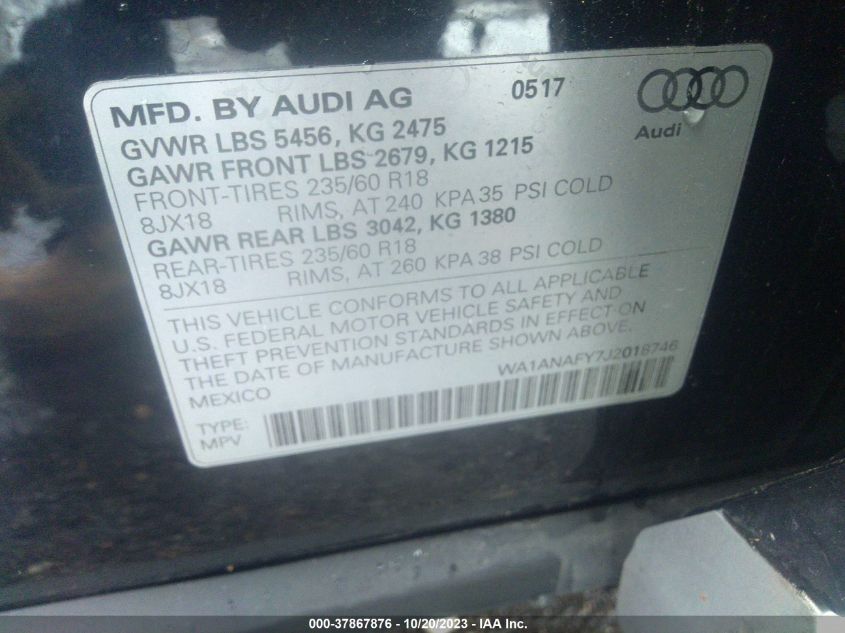 MFD. BY AUDI AG 0517
Audi
GVWR LBS 5456, KG 2475
GAWR FRONT LBS 2679, KG 1215
FRONT-TIRES 235/60 R18
8JX18 RIMS, AT 240 KPA 35 PSI COLD
GAWR REAR LBS 3042, KG 1380
REAR-TIRES 235/60 R18
8JX18 RIMS, AT 260 KPA 38 PSI COLD
THIS VEHICLE CONFORMS TO ALL APPLICABLE
U.S. FEDERAL MOTOR VEHICLE SAFETY AND
THEFT PREVENTION STANDARDS IN EFFECT ON
THE DATE OF MANUFACTURE SHOWN ABOVE.
MEXICO WA1ANAFY7J2018746
TYPE:
MPV
000-37867876 - 10/20/2023 - IAA Inc.